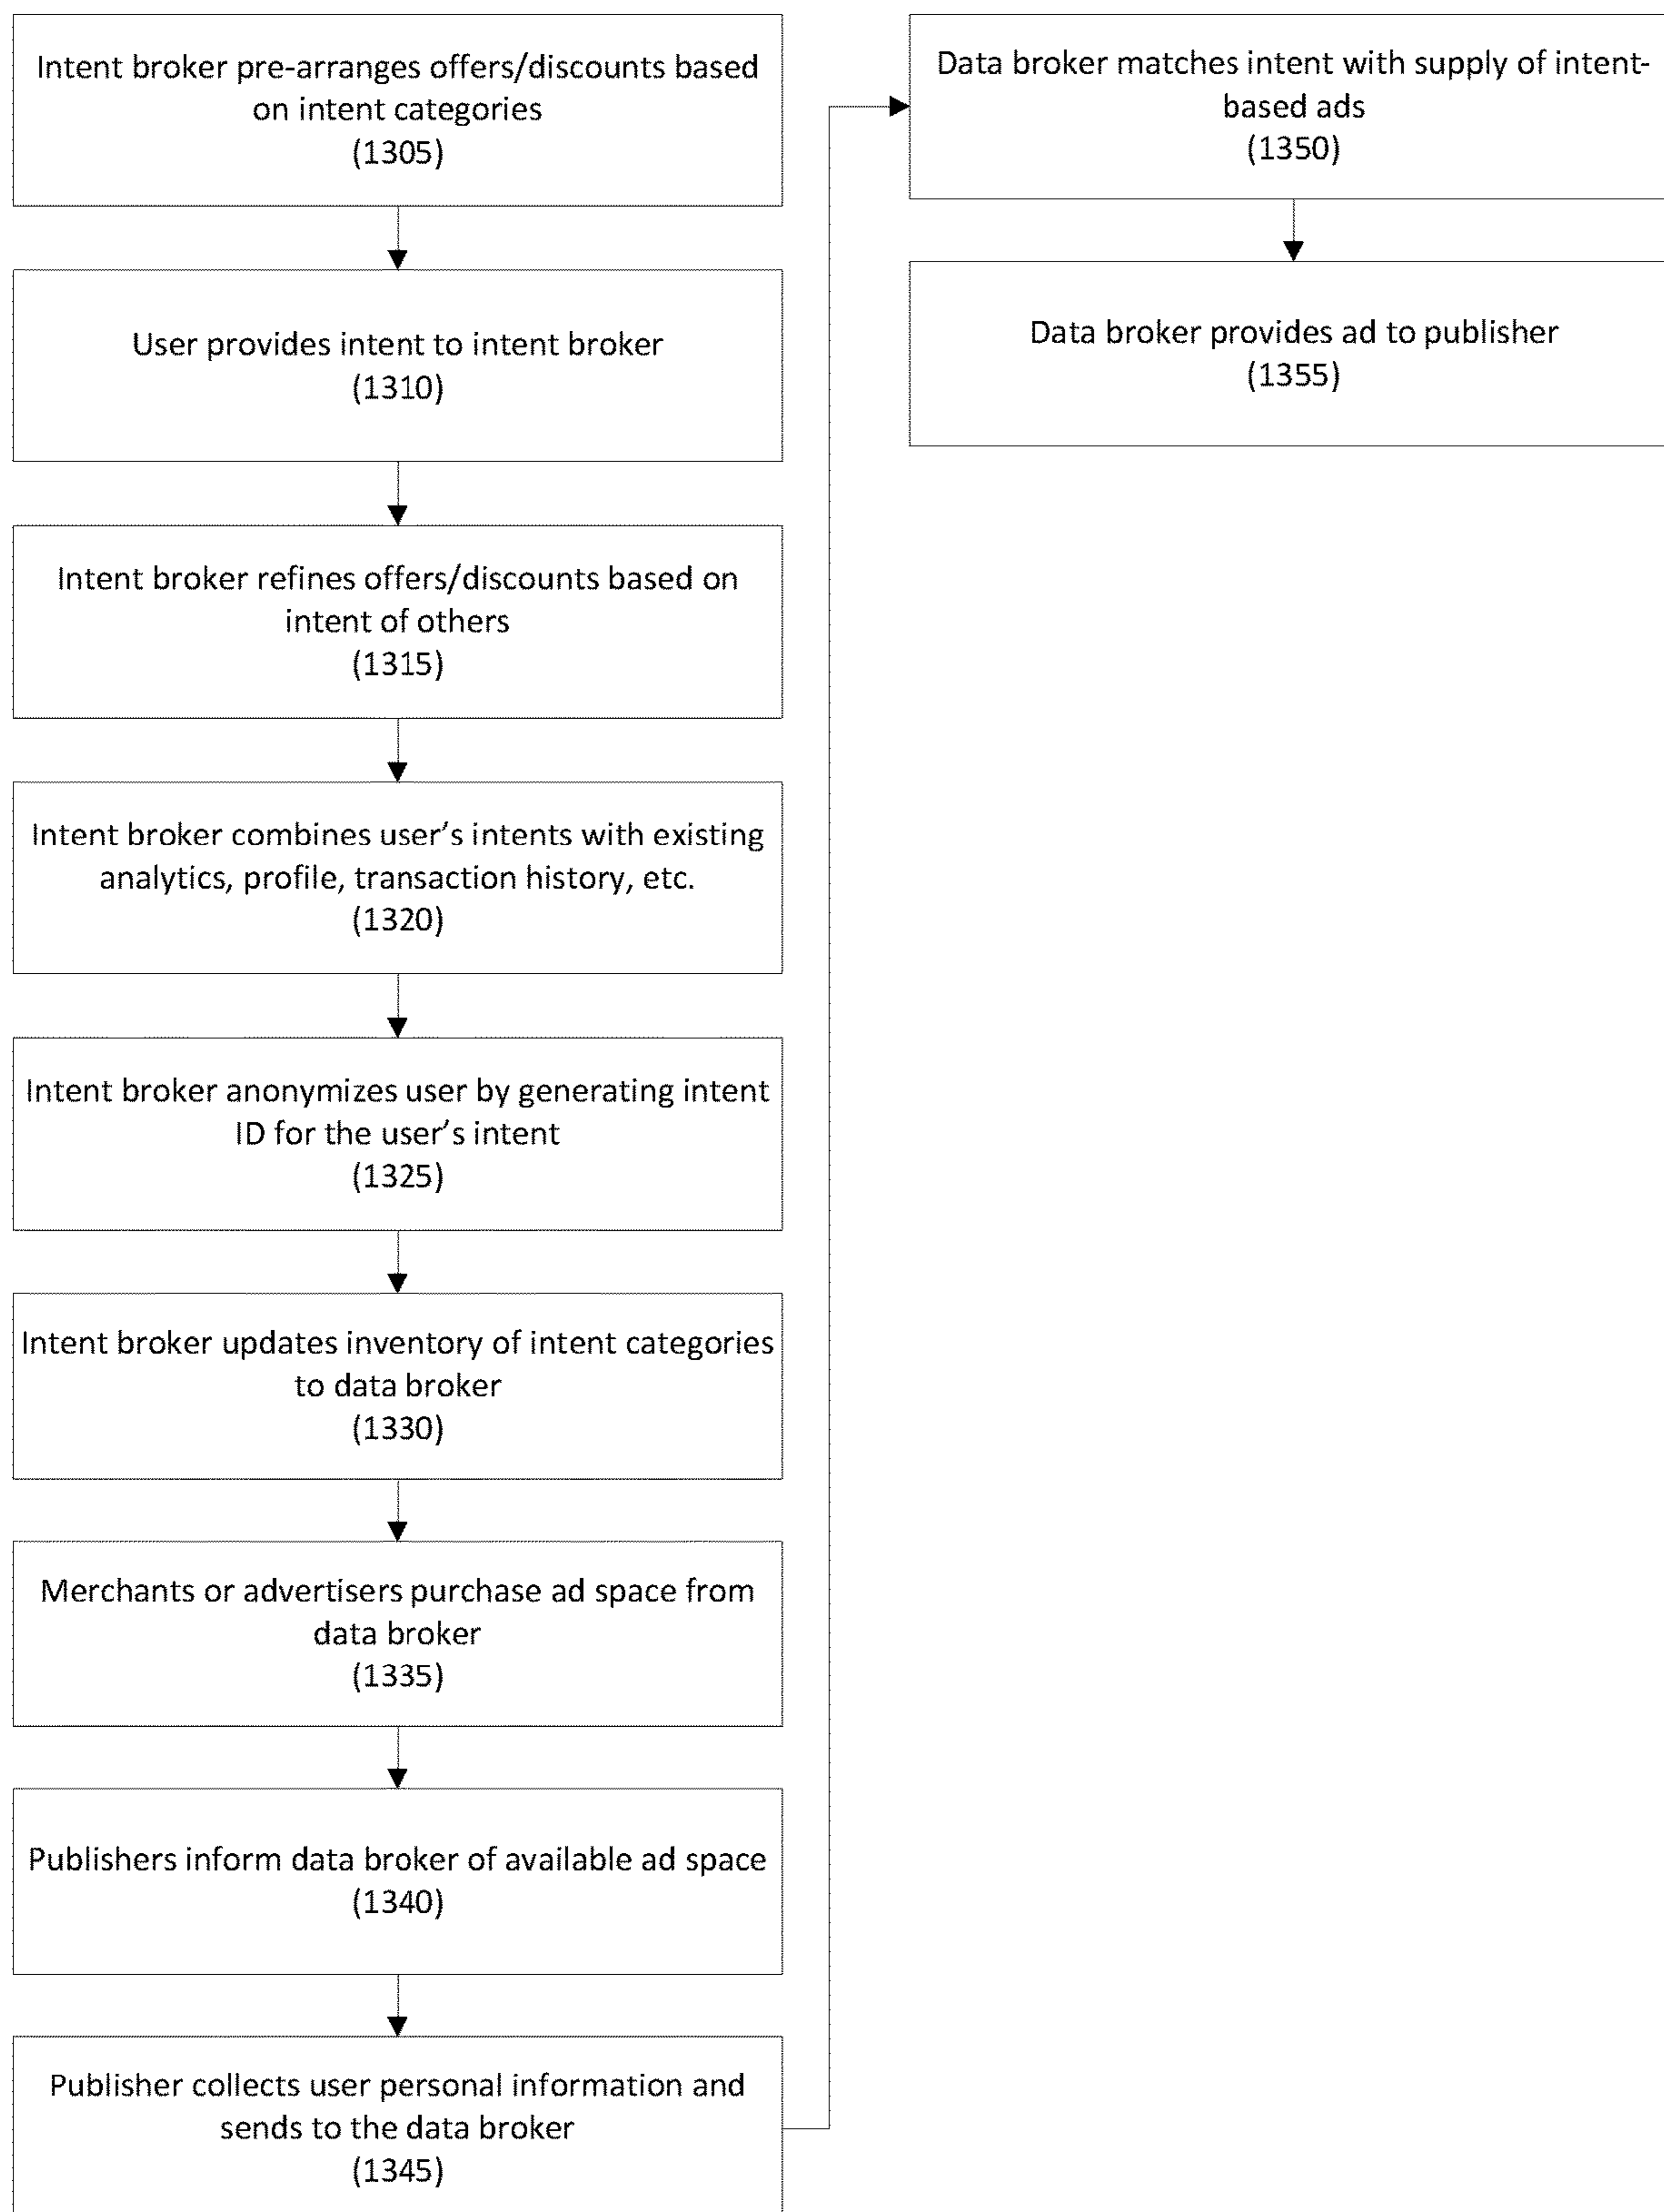 Intent broker pre-arranges offers/discounts based
on intent categories
(1305)
User provides intent to intent broker
(1310)
Intent broker refines offers/discounts based on
intent of others
(1315)
Intent broker combines user's intents with existing
analytics, profile, transaction history, etc.
(1320)
Intent broker anonymizes user by generating intent
ID for the user's intent
(1325)
Intent broker updates inventory of intent categories
to data broker
(1330)
Merchants or advertisers purchase ad space from
data broker
(1335)
Publishers inform data broker of available ad space
(1340)
Publisher collects user personal information and
sends to the data broker
(1345)
Data broker matches intent with supply of intent-
based ads
(1350)
Data broker provides ad to publisher
(1355)